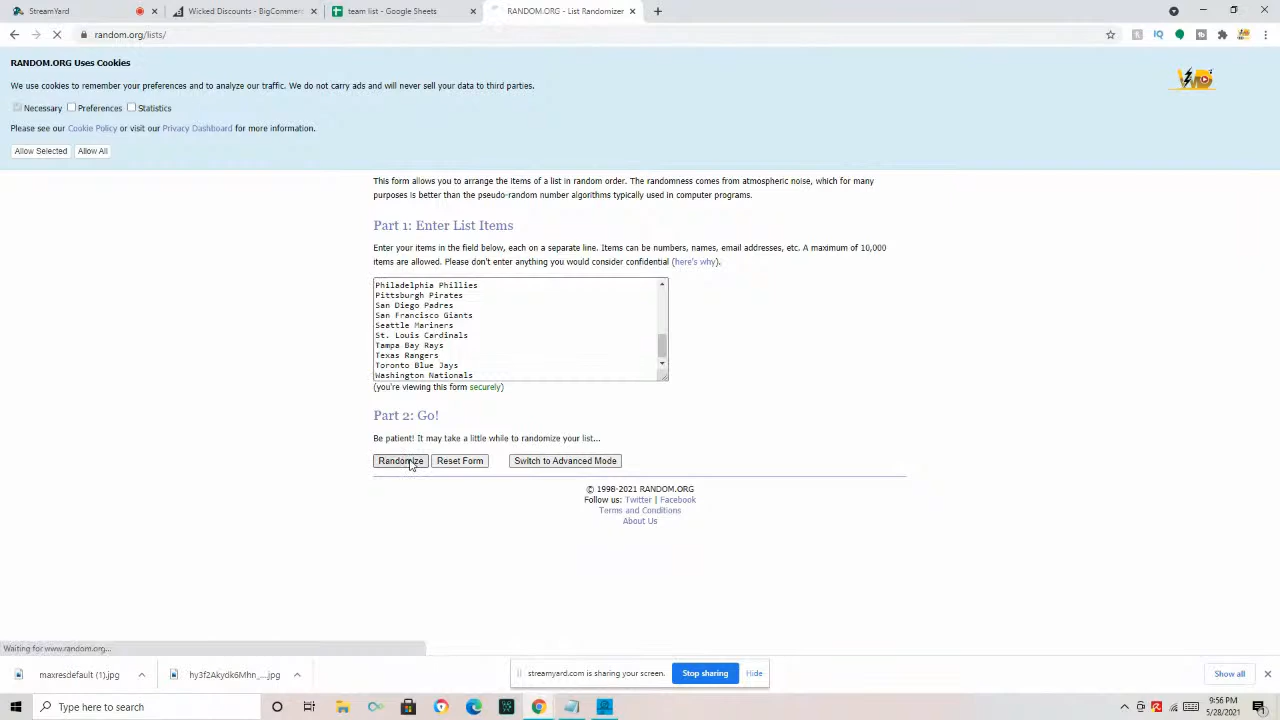 StreamYard
Wicked Discounts - BigCommerc
team list - Google Sheets
RANDOM.ORG - List Randomizer
random.org/lists/
RANDOM.ORG Uses Cookies
We use cookies to remember your preferences and to analyze our traffic. We do not carry ads and will never sell your data to third parties.
Necessary Preferences Statistics
Please see our Cookie Policy or visit our Privacy Dashboard for more information.
Allow Selected Allow All
WD
This form allows you to arrange the items of a list in random order. The randomness comes from atmospheric noise, which for many
purposes is better than the pseudo-random number algorithms typically used in computer programs.
Part 1: Enter List Items
Enter your items in the field below, each on a separate line. Items can be numbers, names, email addresses, etc. A maximum of 10,000
items are allowed. Please don't enter anything you would consider confidential (here's why).
Philadelphia Phillies
Pittsburgh Pirates
San Diego Padres
San Francisco Giants
Seattle Mariners
St. Louis Cardinals
Tampa Bay Rays
Texas Rangers
Toronto Blue Jays
Washington Nationals
(you're viewing this form securely)
Part 2: Go!
Be patient! It may take a little while to randomize your list...
Randomize Reset Form Switch to Advanced Mode
© 1998-2021 RANDOM.ORG
Follow us: Twitter | Facebook
Terms and Conditions
About Us
Waiting for www.random.org...
maxresdefault (1).jpg
hy3f2Akydk6Mhn_....jpg
streamyard.com is sharing your screen.
Stop sharing
Hide
Show all
Type here to search
9:56 PM
5/28/2021